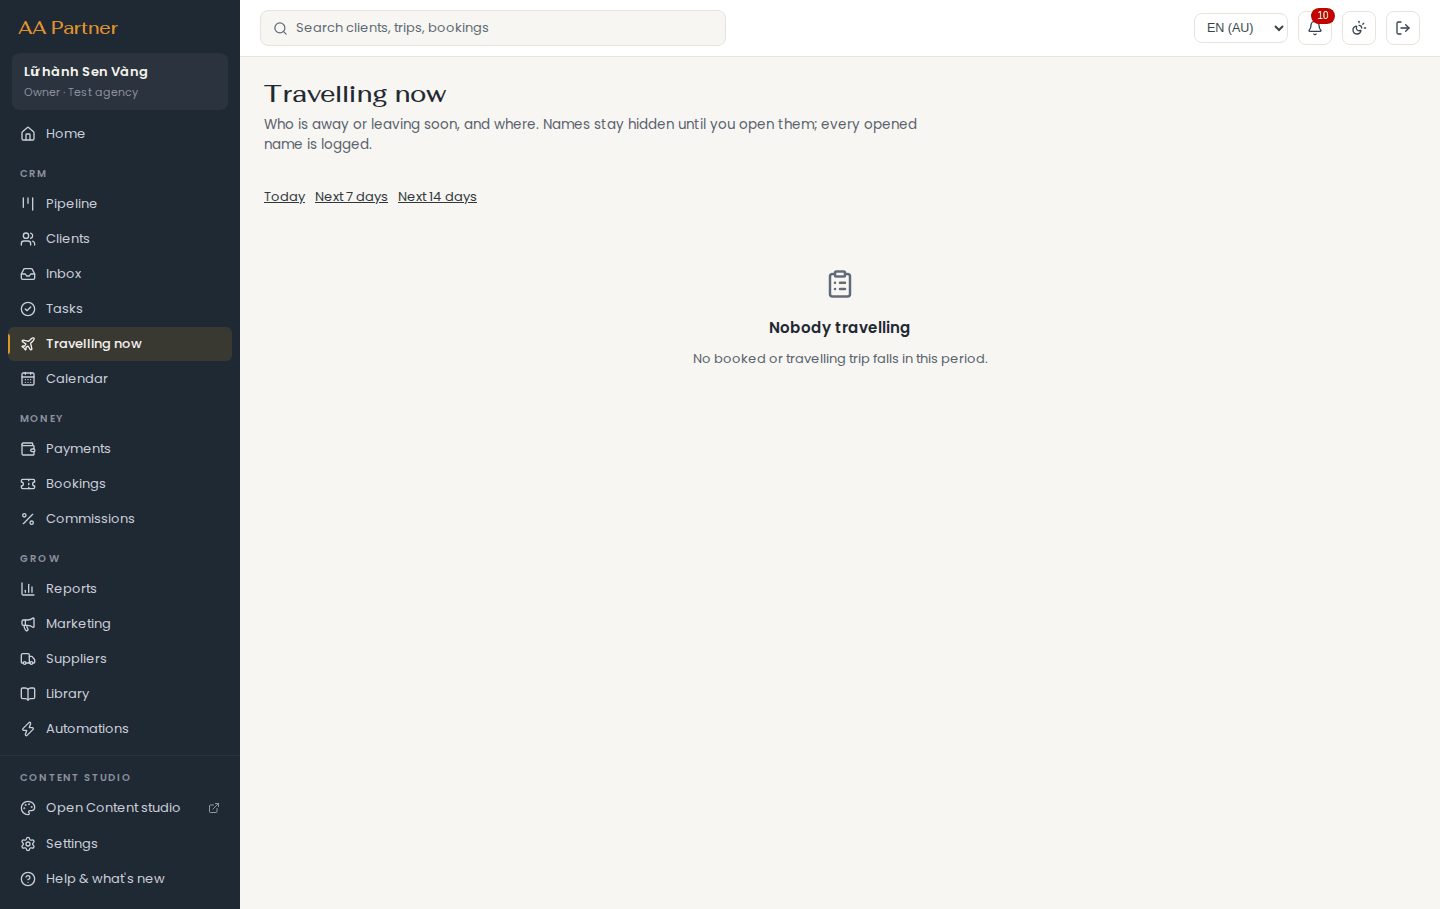 AA Partner
Lữ hành Sen Vàng
Owner · Test agency
Home
CRM
Pipeline
Clients
Inbox
Tasks
Travelling now
Calendar
MONEY
Payments
Bookings
Commissions
GROW
Reports
Marketing
Suppliers
Library
Automations
CONTENT STUDIO
Open Content studio
Settings
Help & what's new
Search clients, trips, bookings
EN (AU)
10
Travelling now
Who is away or leaving soon, and where. Names stay hidden until you open them; every opened
name is logged.
Today Next 7 days Next 14 days
Nobody travelling
No booked or travelling trip falls in this period.